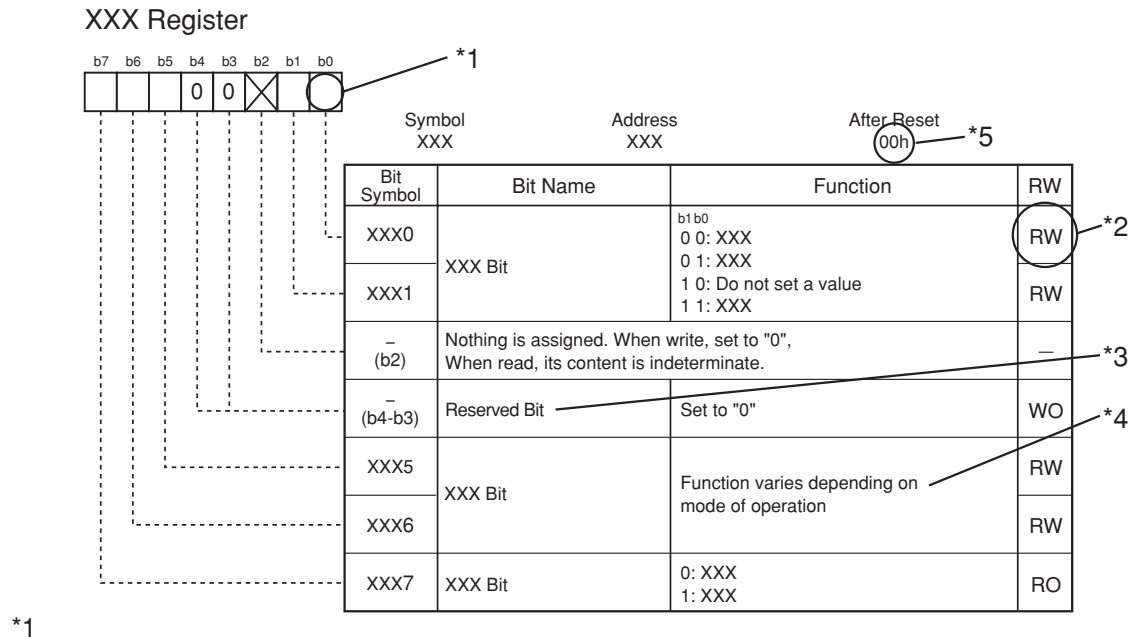 XXX Register
b7 b6 b5 b4 b3 b2 b1 b0
*1
0 0
Symbol Address After Reset
XXX XXX 00h
*5
Bit Symbol Bit Name Function RW
XXX0
XXX Bit
b1 b0
0 0: XXX
0 1: XXX
1 0: Do not set a value
1 1: XXX
RW
*2
XXX1
RW
–
(b2)
Nothing is assigned. When write, set to "0",
When read, its content is indeterminate.
—
*3
–
(b4-b3)
Reserved Bit
Set to "0"
WO
*4
XXX5
XXX Bit
Function varies depending on
mode of operation
RW
XXX6
RW
XXX7
XXX Bit
0: XXX
1: XXX
RO
*1